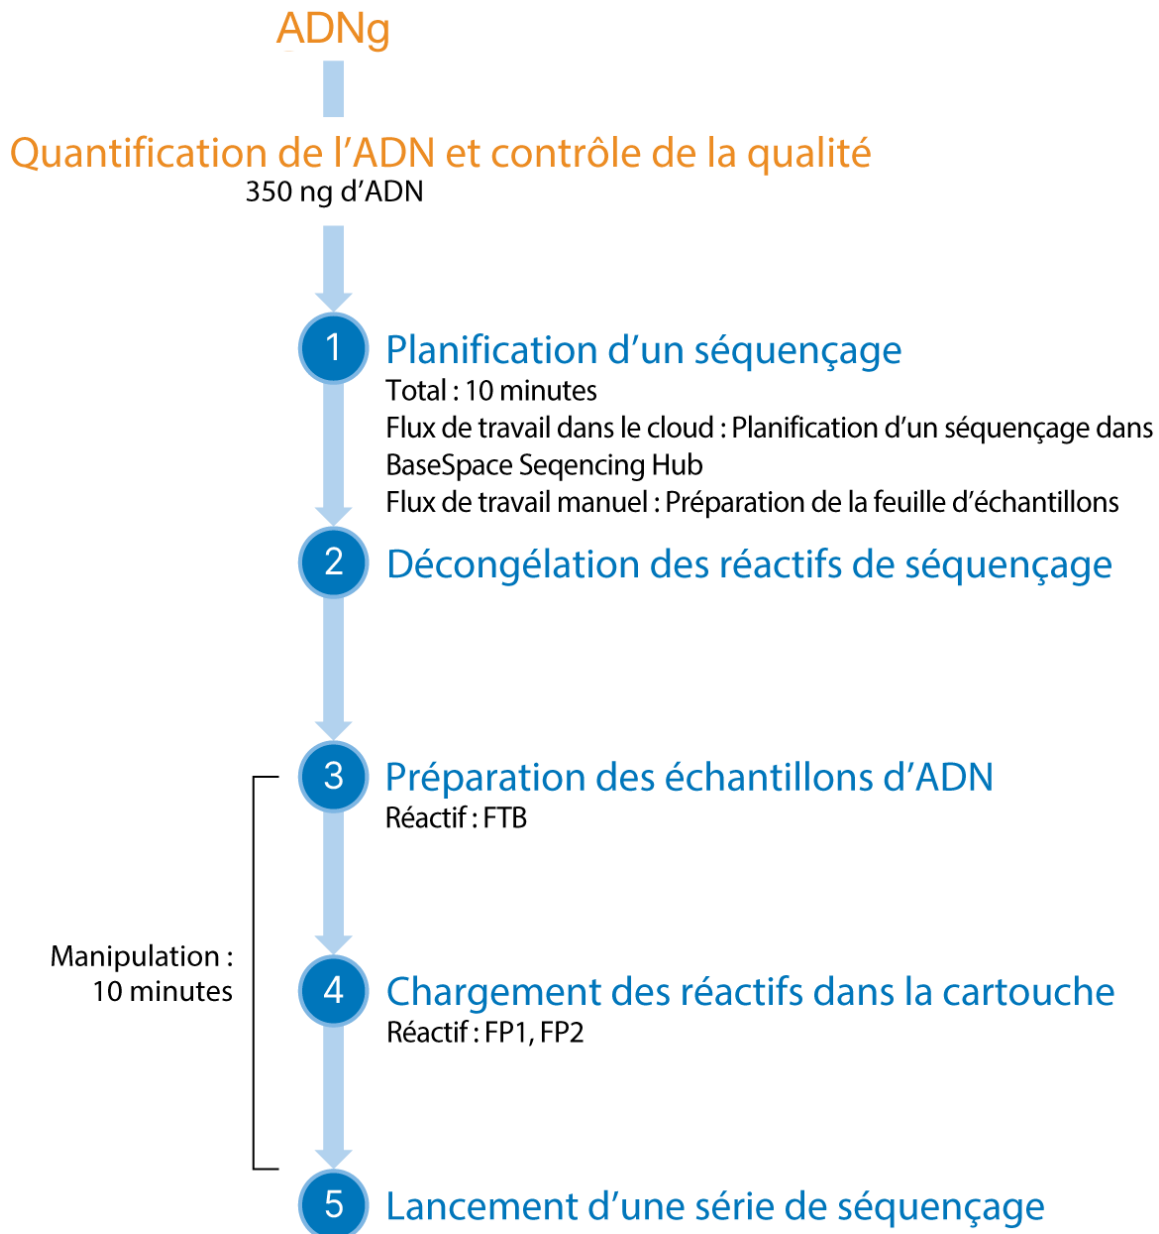 ADNg
Quantification de l’ADN et contrôle de la qualité
350 ng d’ADN
1
Planification d’un séquençage
Total : 10 minutes
Flux de travail dans le cloud : Planification d’un séquençage dans
BaseSpace Seqencing Hub
Flux de travail manuel : Préparation de la feuille d’échantillons
2
Décongélation des réactifs de séquençage
3
Préparation des échantillons d’ADN
Réactif : FTB
Manipulation :
10 minutes
4
Chargement des réactifs dans la cartouche
Réactif : FP1, FP2
5
Lancement d’une série de séquençage